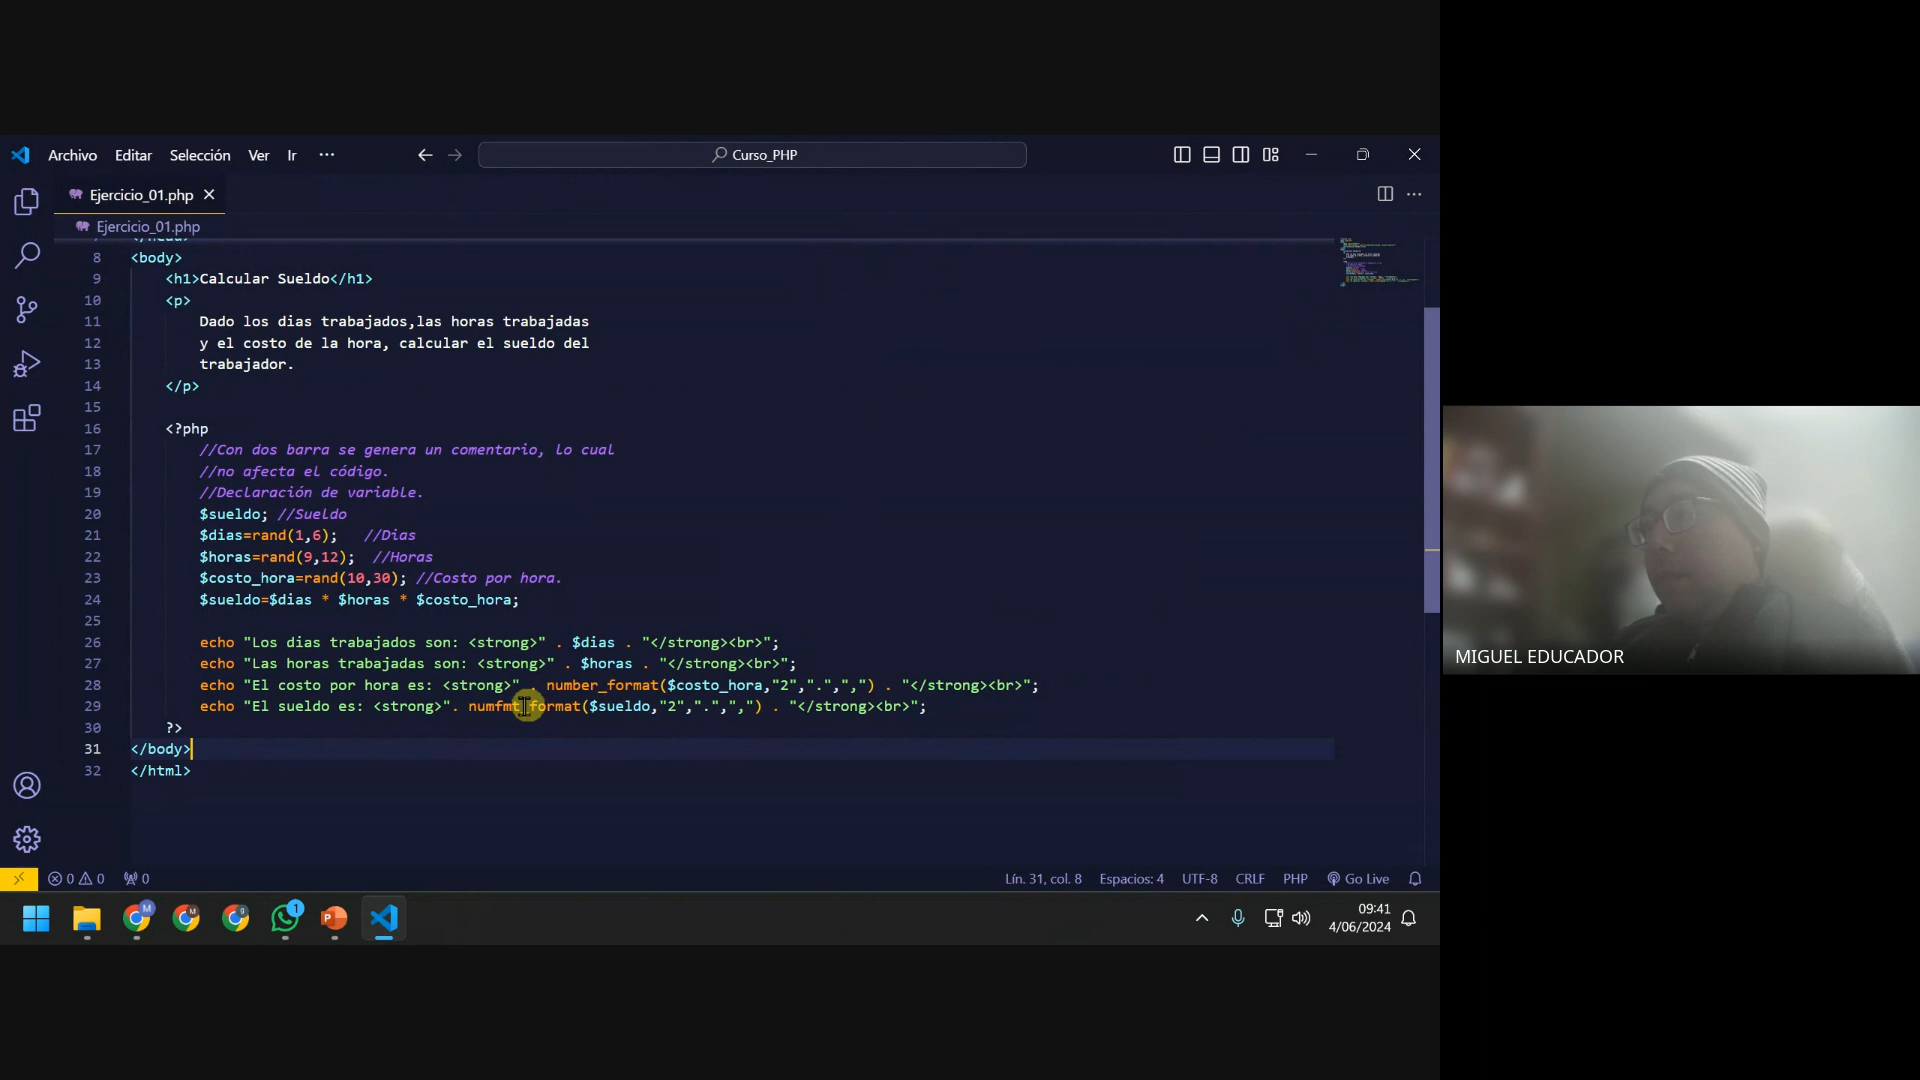 Archivo Editar Selección Ver Ir ··· Curso_PHP
Ejercicio_01.php
Ejercicio_01.php
7 </head>
8 <body>
9 <h1>Calcular Sueldo</h1>
10 <p>
11 Dado los dias trabajados,las horas trabajadas
12 y el costo de la hora, calcular el sueldo del
13 trabajador.
14 </p>
15
16 <?php
17 //Con dos barra se genera un comentario, lo cual
18 //no afecta el código.
19 //Declaración de variable.
20 $sueldo; //Sueldo
21 $dias=rand(1,6); //Dias
22 $horas=rand(9,12); //Horas
23 $costo_hora=rand(10,30); //Costo por hora.
24 $sueldo=$dias * $horas * $costo_hora;
25
26 echo "Los dias trabajados son: <strong>" . $dias . "</strong><br>";
27 echo "Las horas trabajadas son: <strong>" . $horas . "</strong><br>";
28 echo "El costo por hora es: <strong>" . number_format($costo_hora,"2",".",",") . "</strong><br>";
29 echo "El sueldo es: <strong>". numfmt_format($sueldo,"2",".",",") . "</strong><br>";
30 ?>
31 </body>
32 </html>
MIGUEL EDUCADOR
0 0 0 Lín. 31, col. 8 Espacios: 4 UTF-8 CRLF PHP Go Live
M M g 1 P
09:41
4/06/2024